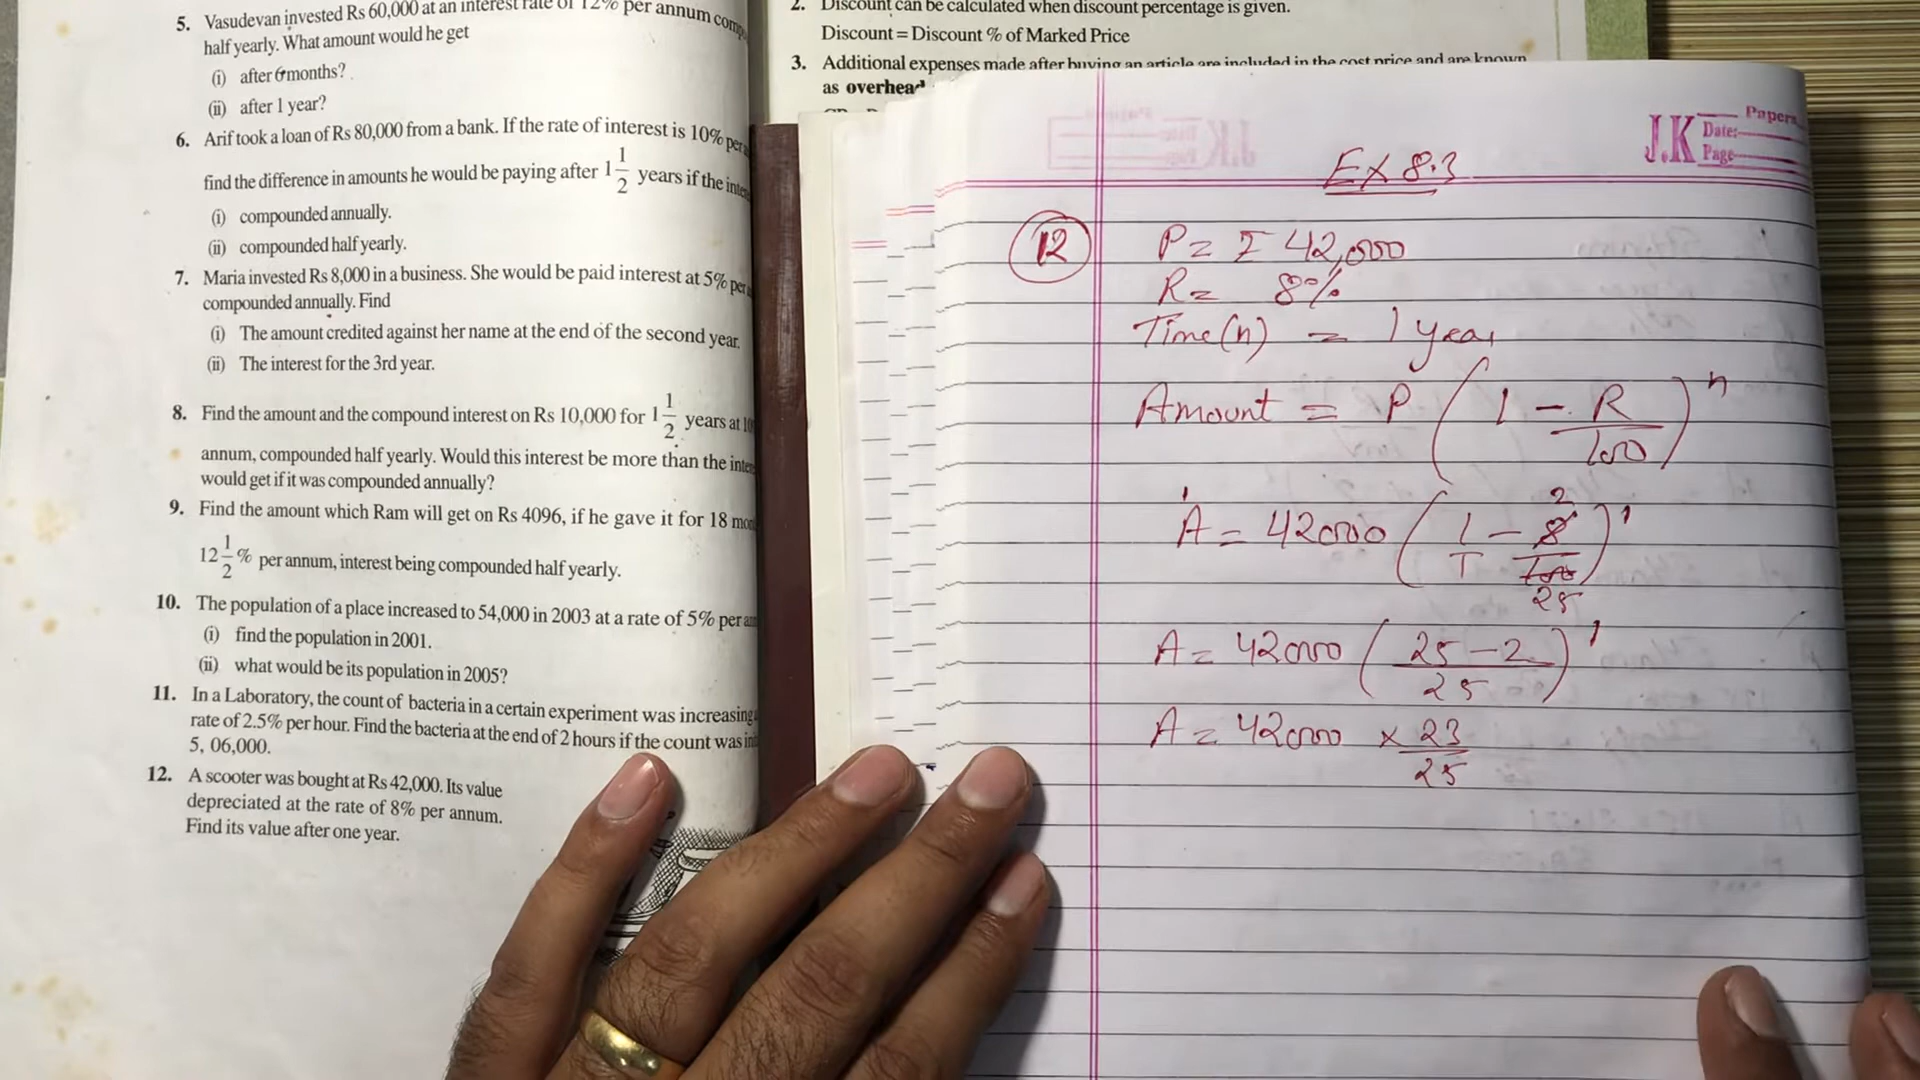 5. Vasudevan invested Rs 60,000 at an interest rate of 12% per annum
half yearly. What amount would he get
(i) after 6 months?
(ii) after 1 year?
6. Arif took a loan of Rs 80,000 from a bank. If the rate of interest is 10% per
find the difference in amounts he would be paying after 1 1/2 years if the
(i) compounded annually.
(ii) compounded half yearly.
7. Maria invested Rs 8,000 in a business. She would be paid interest at 5% per
compounded annually. Find
(i) The amount credited against her name at the end of the second year.
(ii) The interest for the 3rd year.
8. Find the amount and the compound interest on Rs 10,000 for 1 1/2 years at
annum, compounded half yearly. Would this interest be more than the
would get if it was compounded annually?
9. Find the amount which Ram will get on Rs 4096, if he gave it for 18
12 1/2 % per annum, interest being compounded half yearly.
10. The population of a place increased to 54,000 in 2003 at a rate of 5% per
(i) find the population in 2001.
(ii) what would be its population in 2005?
11. In a Laboratory, the count of bacteria in a certain experiment was increasing
rate of 2.5% per hour. Find the bacteria at the end of 2 hours if the count was
5, 06,000.
12. A scooter was bought at Rs 42,000. Its value
depreciated at the rate of 8% per annum.
Find its value after one year.
2. Discount can be calculated when discount percentage is given.
Discount = Discount % of Marked Price
3. Additional expenses made after buying an article are included in the cost price and are known
as overhead
J.K Papers
Date:
Page
Ex 8.3
12 P = ₹ 42,000
R = 8%
Time (n) = 1 year
Amount = P (1 - R/100)^n
A = 42000 (1/1 - 8/100)^1
2
25
A = 42000 (25 - 2/25)^1
A = 42000 × 23/25